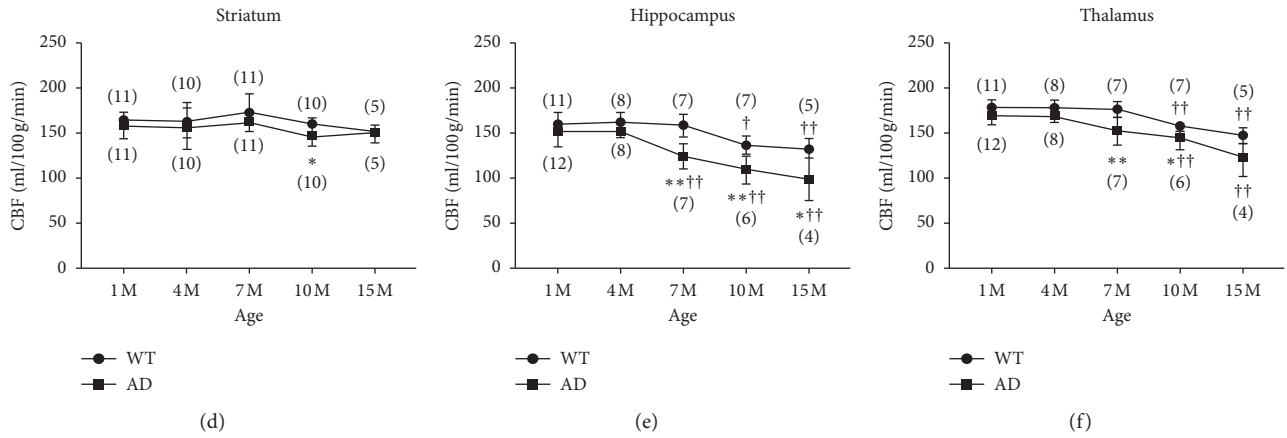 Striatum
CBF (ml/100 g/min)
250
200
150
100
50
0
(11)
(10)
(11)
(10)
(5)
(11)
(10)
(11)
*
(10)
(5)
1 M
4 M
7 M
10 M
15 M
Age
WT
AD
(d)
Hippocampus
CBF (ml/100 g/min)
250
200
150
100
50
0
(11)
(8)
(7)
(7)
†
(5)
††
(12)
(8)
**††
(7)
**††
(6)
*††
(4)
1 M
4 M
7 M
10 M
15 M
Age
WT
AD
(e)
Thalamus
CBF (ml/100 g/min)
250
200
150
100
50
0
(11)
(8)
(7)
(7)
††
(5)
††
(12)
(8)
**
(7)
*††
(6)
††
(4)
1 M
4 M
7 M
10 M
15 M
Age
WT
AD
(f)